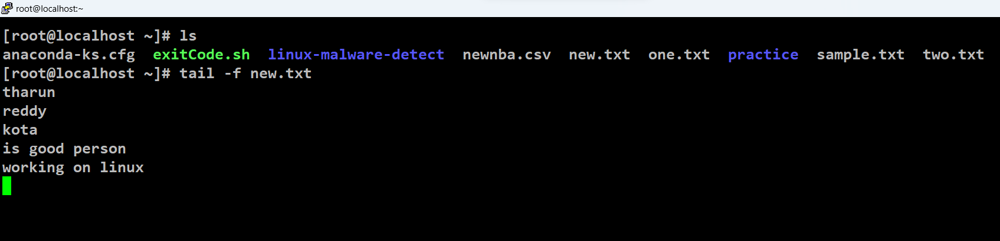 root@localhost:~
[root@localhost ~]# ls
anaconda-ks.cfg  exitCode.sh  linux-malware-detect  newnba.csv  new.txt  one.txt  practice  sample.txt  two.txt
[root@localhost ~]# tail -f new.txt
tharun
reddy
kota
is good person
working on linux